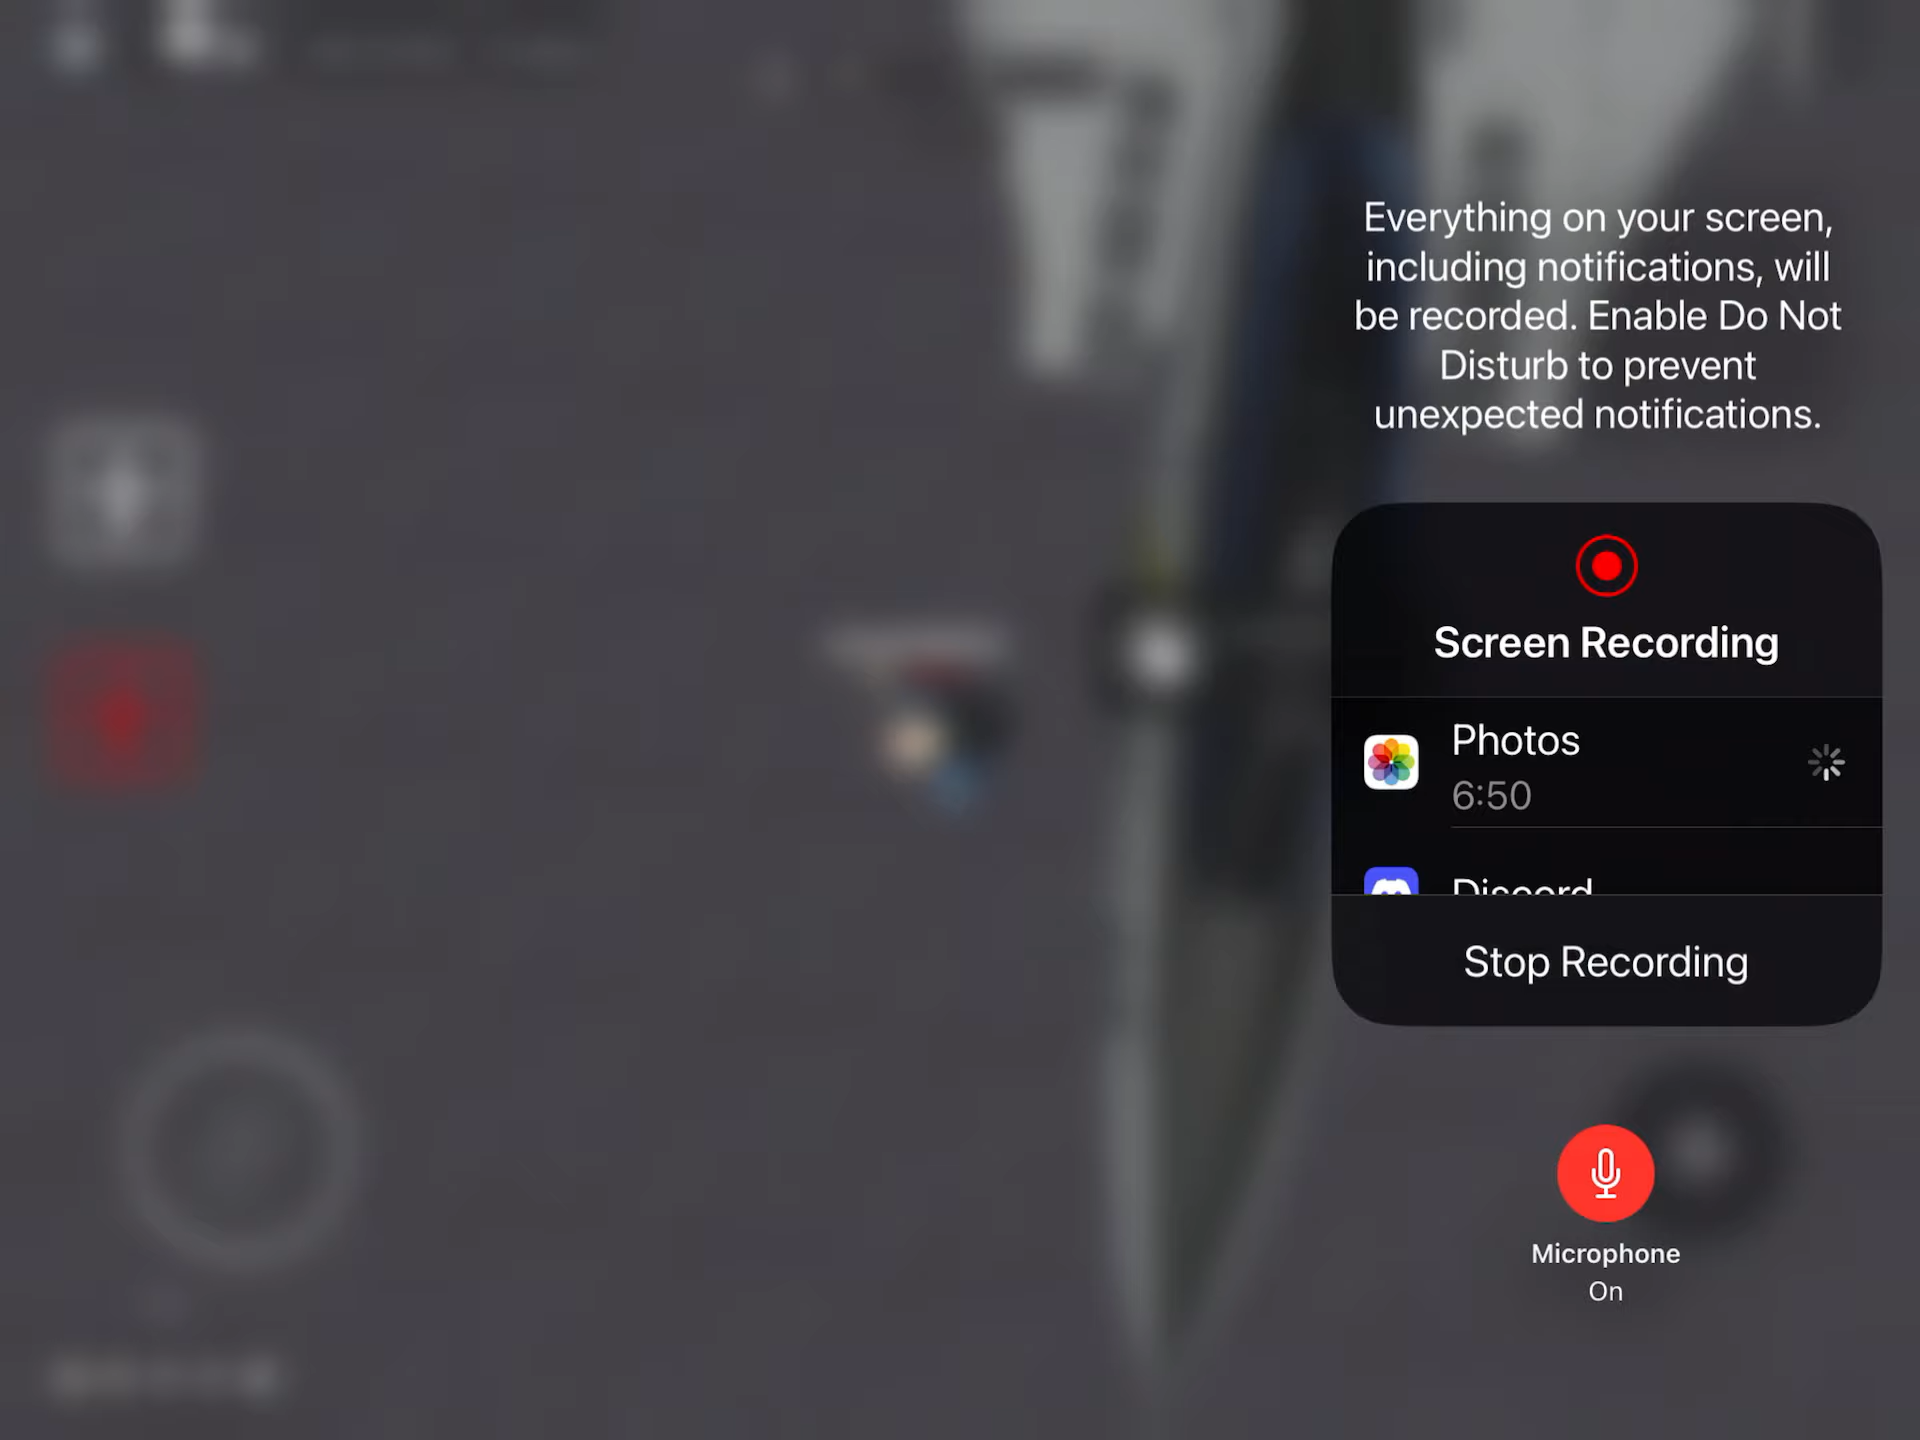 Everything on your screen,
including notifications, will
be recorded. Enable Do Not
Disturb to prevent
unexpected notifications.
Screen Recording
Photos
6:50
Discord
Stop Recording
Microphone
On